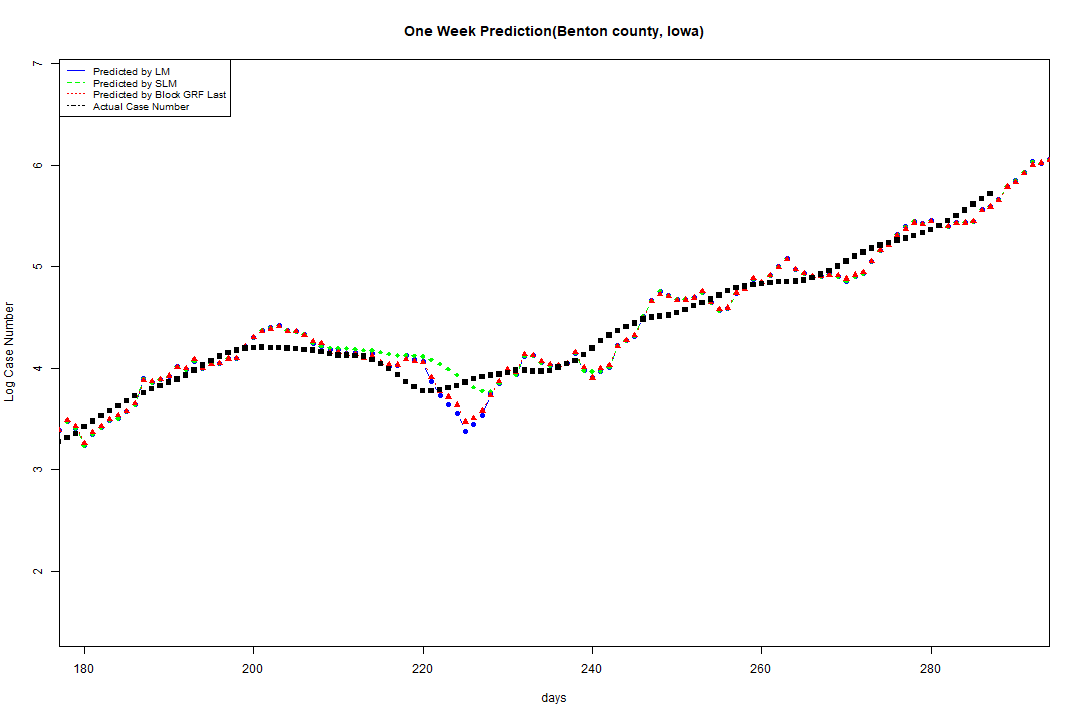 One Week Prediction(Benton county, Iowa)
Predicted by LM
Predicted by SLM
Predicted by Block GRF Last
Actual Case Number
7
6
5
4
3
2
Log Case Number
180 200 220 240 260 280
days